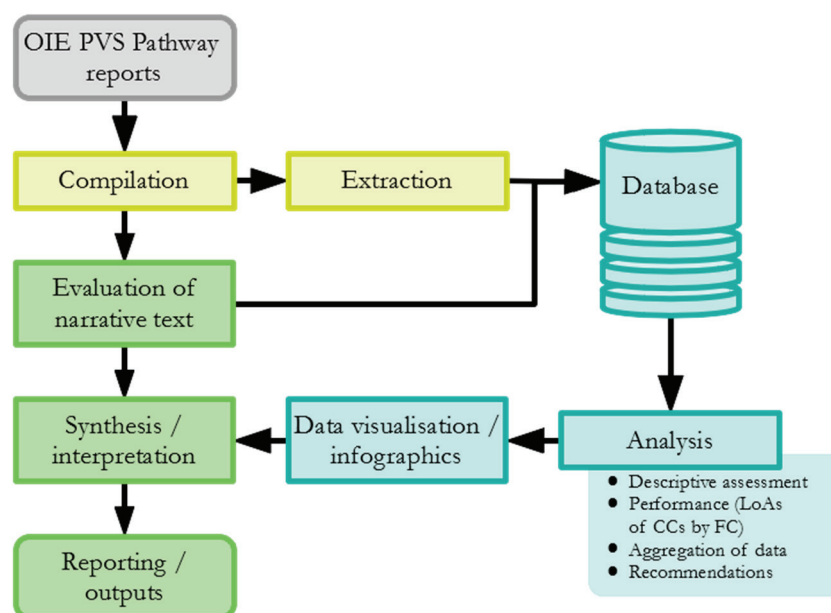 OIE PVS Pathway
reports
Compilation
Extraction
Database
Evaluation of
narrative text
Synthesis /
interpretation
Data visualisation /
infographics
Analysis
• Descriptive assessment
• Performance (LoAs
of CCs by FC)
• Aggregation of data
• Recommendations
Reporting /
outputs